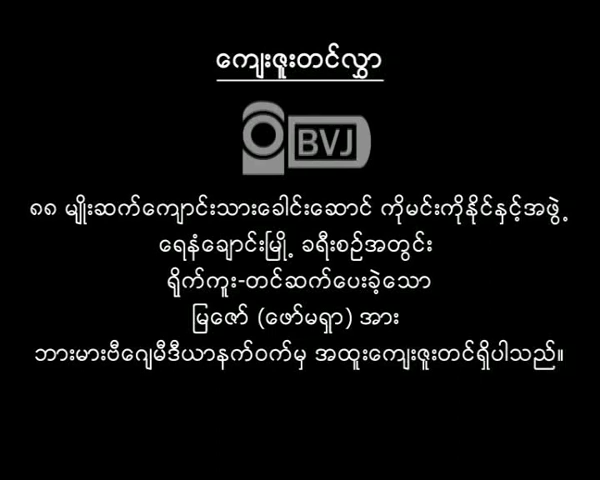 ကျေးဇူးတင်လွှာ
BVJ
၈၈ မျိုးဆက်ကျောင်းသားခေါင်းဆောင် ကိုမင်းကိုနိုင်နှင့်အဖွဲ့
ရေနံချောင်းမြို့ ခရီးစဉ်အတွင်း
ရိုက်ကူး-တင်ဆက်ပေးခဲ့သော
မြဇော် (ဖော်မရှာ) အား
ဘားမားဗီဂျေမီဒီယာနက်ဝက်မှ အထူးကျေးဇူးတင်ရှိပါသည်။